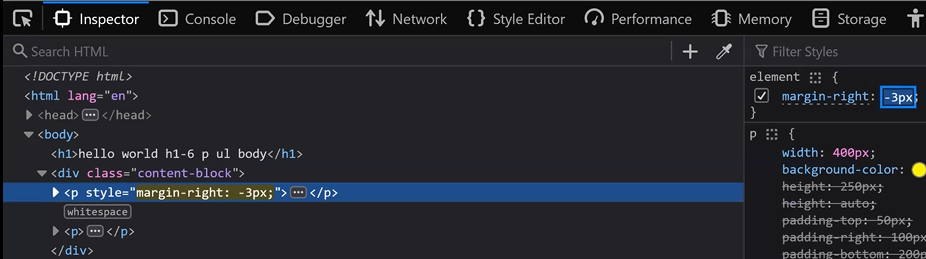 Inspector Console Debugger Network Style Editor Performance Memory Storage
Search HTML
Filter Styles
<!DOCTYPE html>
<html lang="en">
<head> ... </head>
<body>
<h1>hello world h1-6 p ul body</h1>
<div class="content-block">
<p style="margin-right: -3px;"> ... </p>
whitespace
<p> ... </p>
</div>
element {
margin-right: -3px;
}
p {
width: 400px;
background-color:
height: 250px;
height: auto;
padding-top: 50px;
padding-right: 100px
padding-bottom: 200p